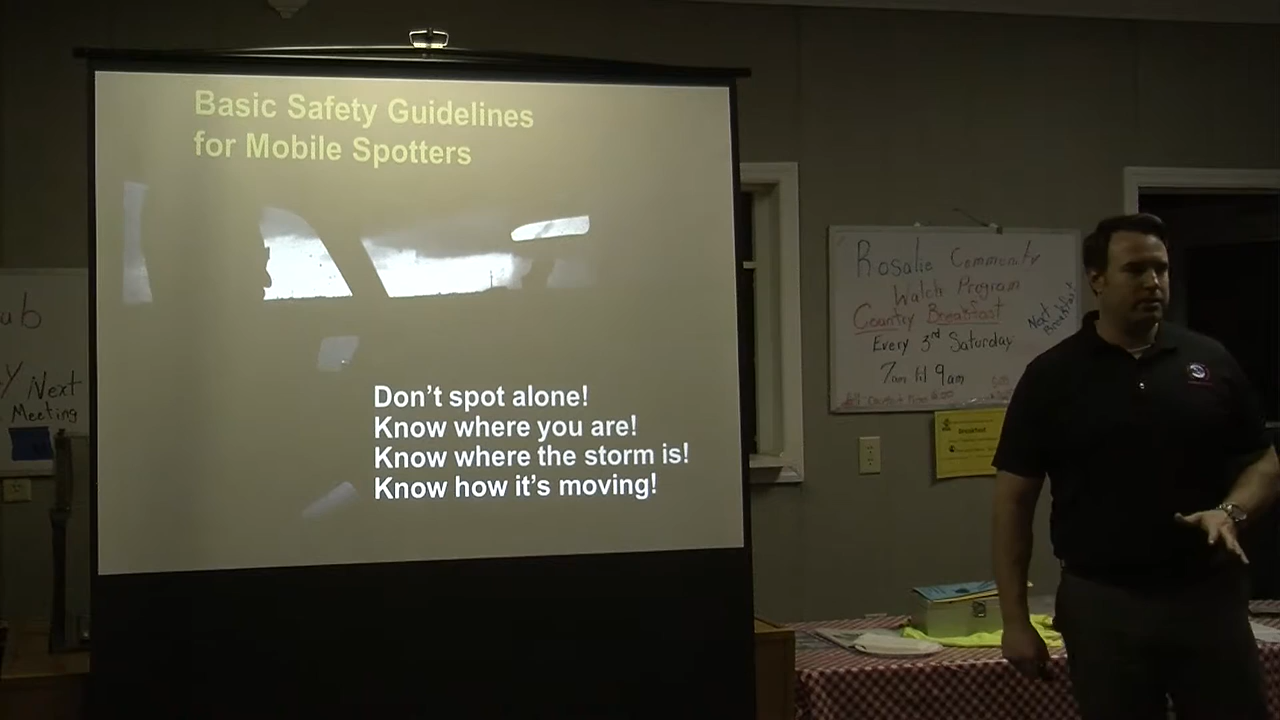 Basic Safety Guidelines
for Mobile Spotters
Don't spot alone!
Know where you are!
Know where the storm is!
Know how it's moving!
Rosalie Community
Watch Program
Country Breakfast
Every 3rd Saturday
7am til 9am
Next
Breakfast
ub
Y Next
Meeting
Breakfast